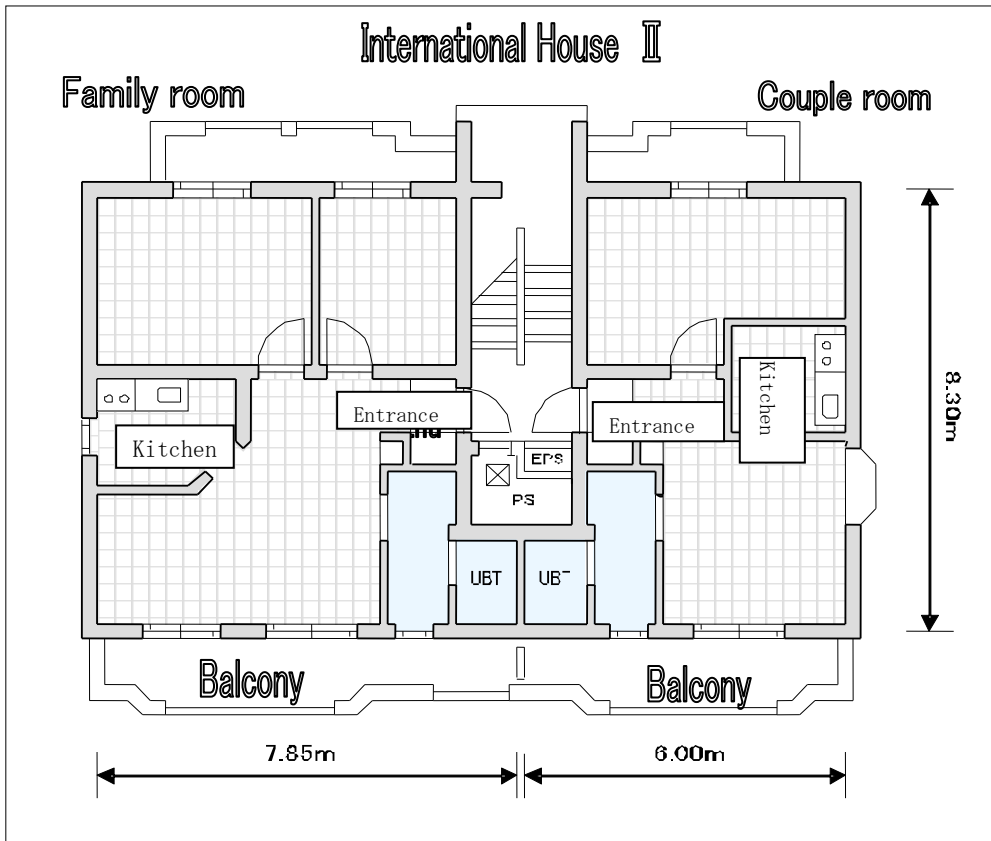 International House Ⅱ
Family room
Couple room
Kitchen
Entrance
Entrance
Kitchen
EPS
PS
UBT
8.30m
Balcony
Balcony
7.85m
6.00m